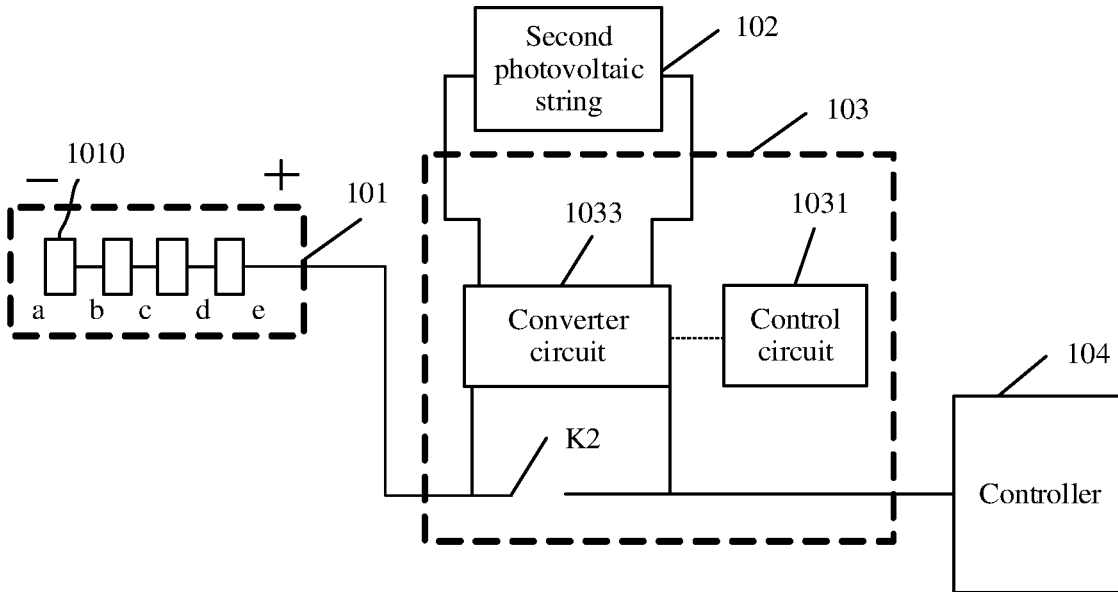 Second
photovoltaic
string
102
103
1010
− +
101
1033
1031
a b c d e
Converter
circuit
Control
circuit
104
K2
Controller